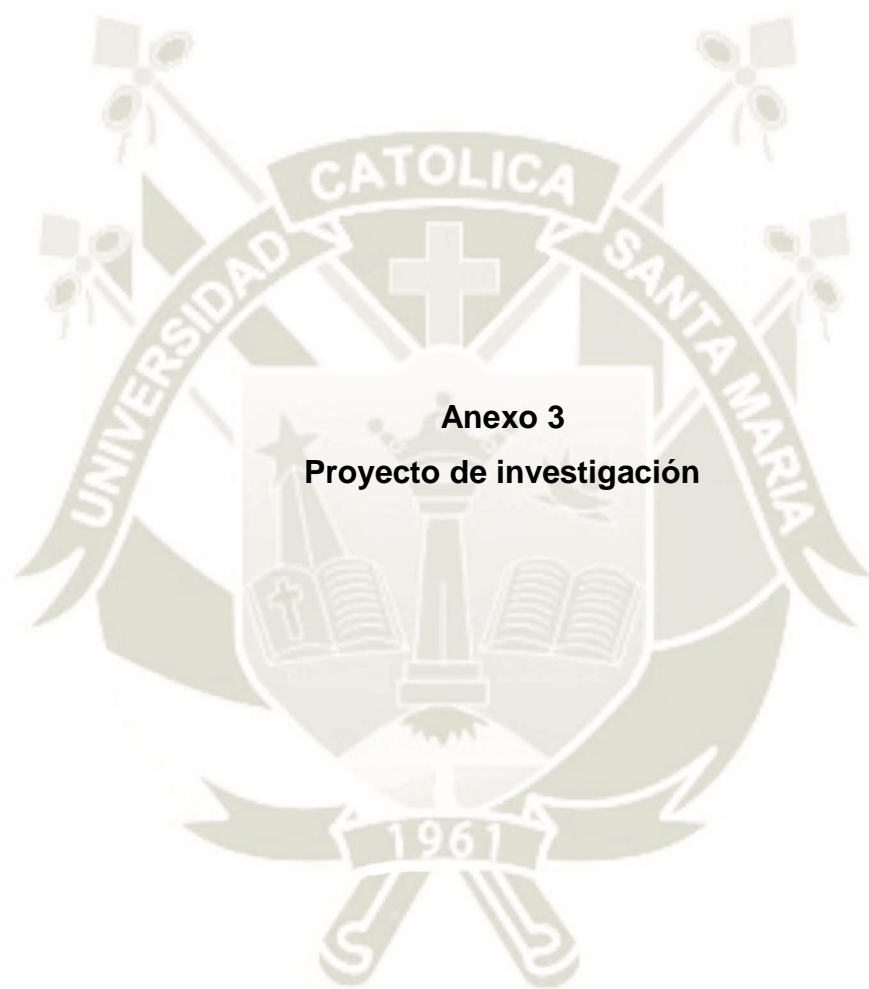 CATOLICA
UNIVERSIDAD
SANTA MARIA
Anexo 3
Proyecto de investigación
1961